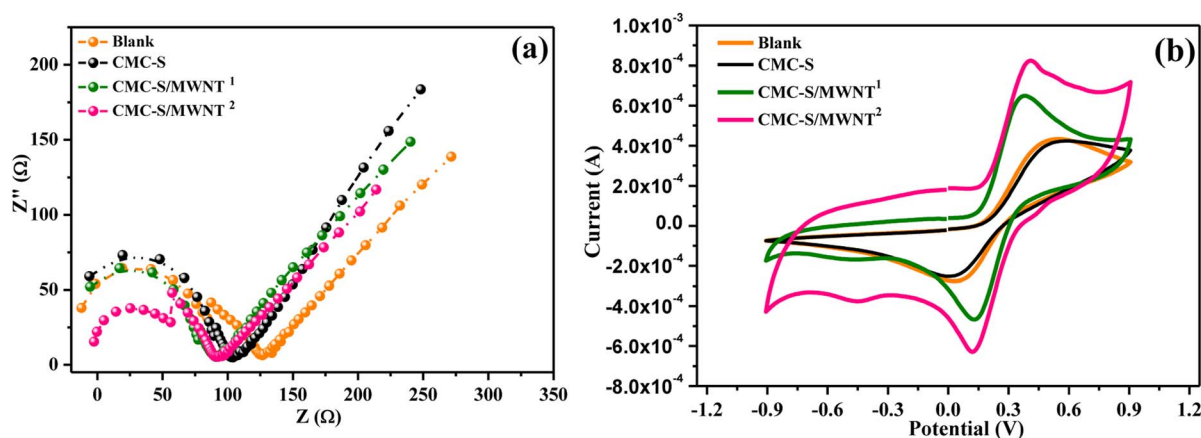 (a)
Blank
CMC-S
CMC-S/MWNT 1
CMC-S/MWNT 2
200
150
100
50
0
Z'' (Ω)
0 50 100 150 200 250 300 350
Z (Ω)
(b)
Blank
CMC-S
CMC-S/MWNT1
CMC-S/MWNT2
1.0x10-3
8.0x10-4
6.0x10-4
4.0x10-4
2.0x10-4
0.0
-2.0x10-4
-4.0x10-4
-6.0x10-4
-8.0x10-4
Current (A)
-1.2 -0.9 -0.6 -0.3 0.0 0.3 0.6 0.9 1.2
Potential (V)